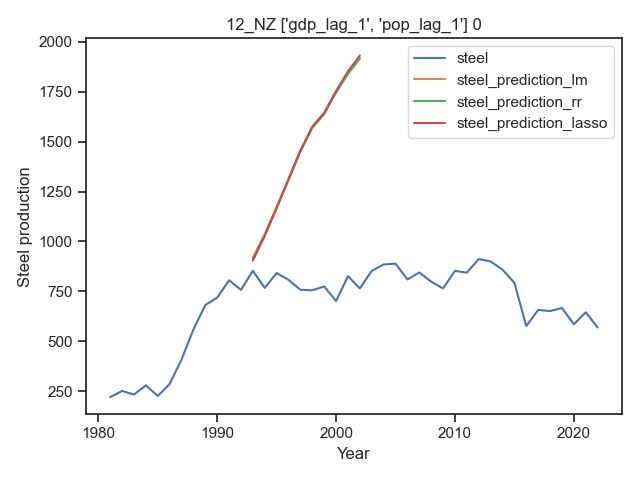 12_NZ ['gdp_lag_1', 'pop_lag_1'] 0
2000
1750
1500
1250
1000
750
500
250
Steel production
steel
steel_prediction_lm
steel_prediction_rr
steel_prediction_lasso
1980
1990
2000
2010
2020
Year